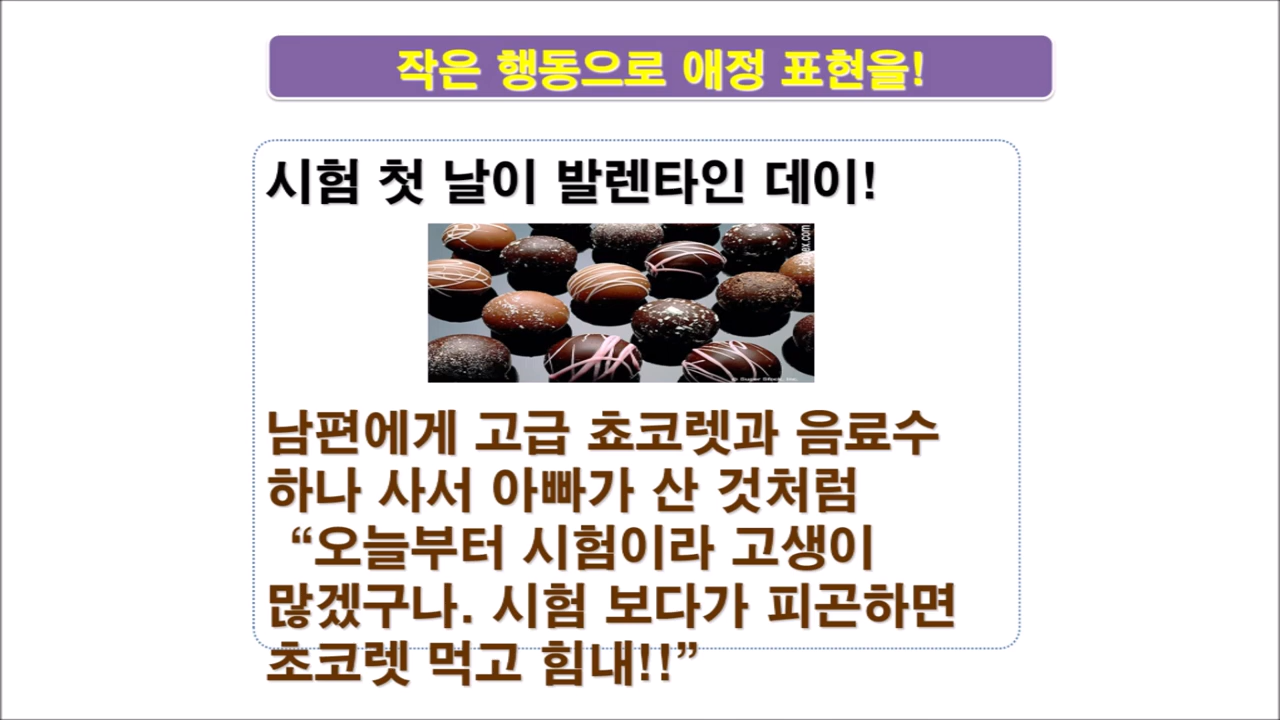 작은 행동으로 애정 표현을!
시험 첫 날이 발렌타인 데이!
남편에게 고급 쵸코렛과 음료수
하나 사서 아빠가 산 것처럼
“오늘부터 시험이라 고생이
많겠구나. 시험 보다기 피곤하면
초코렛 먹고 힘내!!”